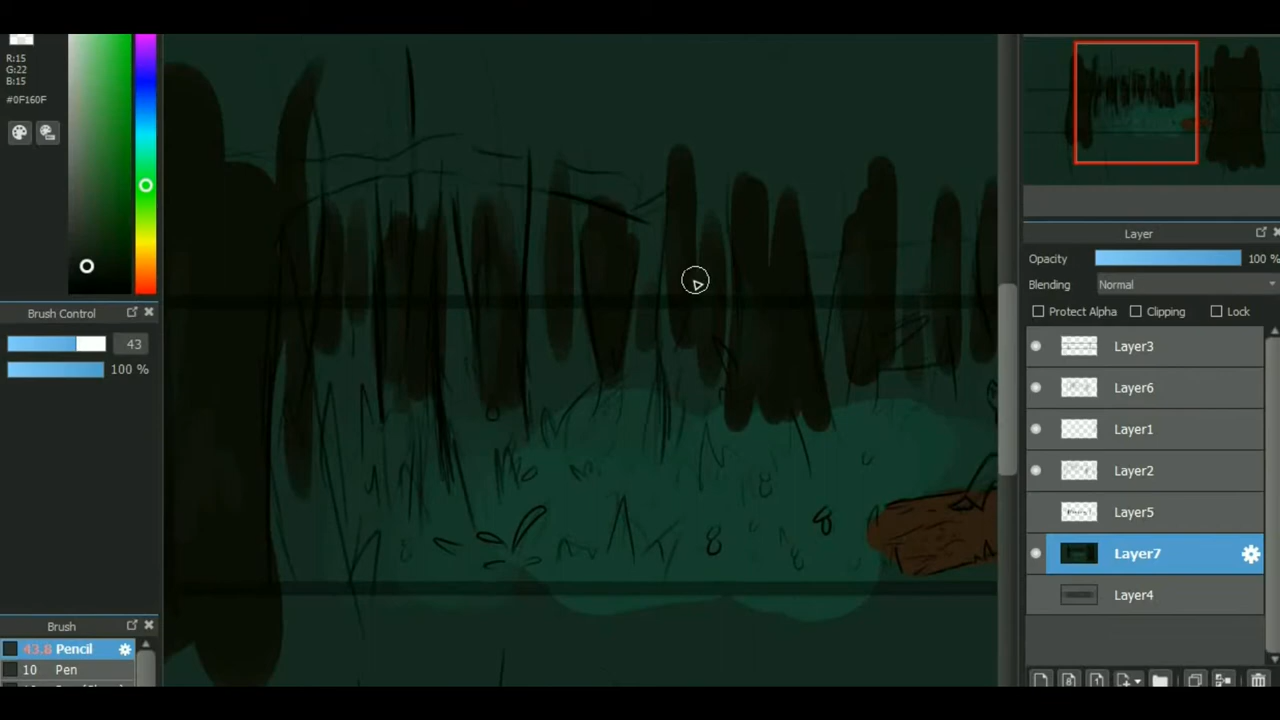 R:15
G:22
B:15
#0F160F
Brush Control
43
100 %
Brush
43.8 Pencil
10 Pen
Layer
Opacity 100 %
Blending Normal
Protect Alpha Clipping Lock
Layer3
Layer6
Layer1
Layer2
Layer5
Layer7
Layer4